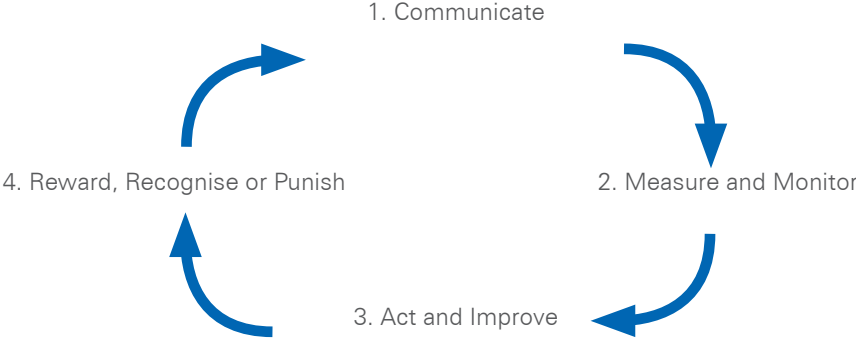 1. Communicate
4. Reward, Recognise or Punish
2. Measure and Monitor
3. Act and Improve